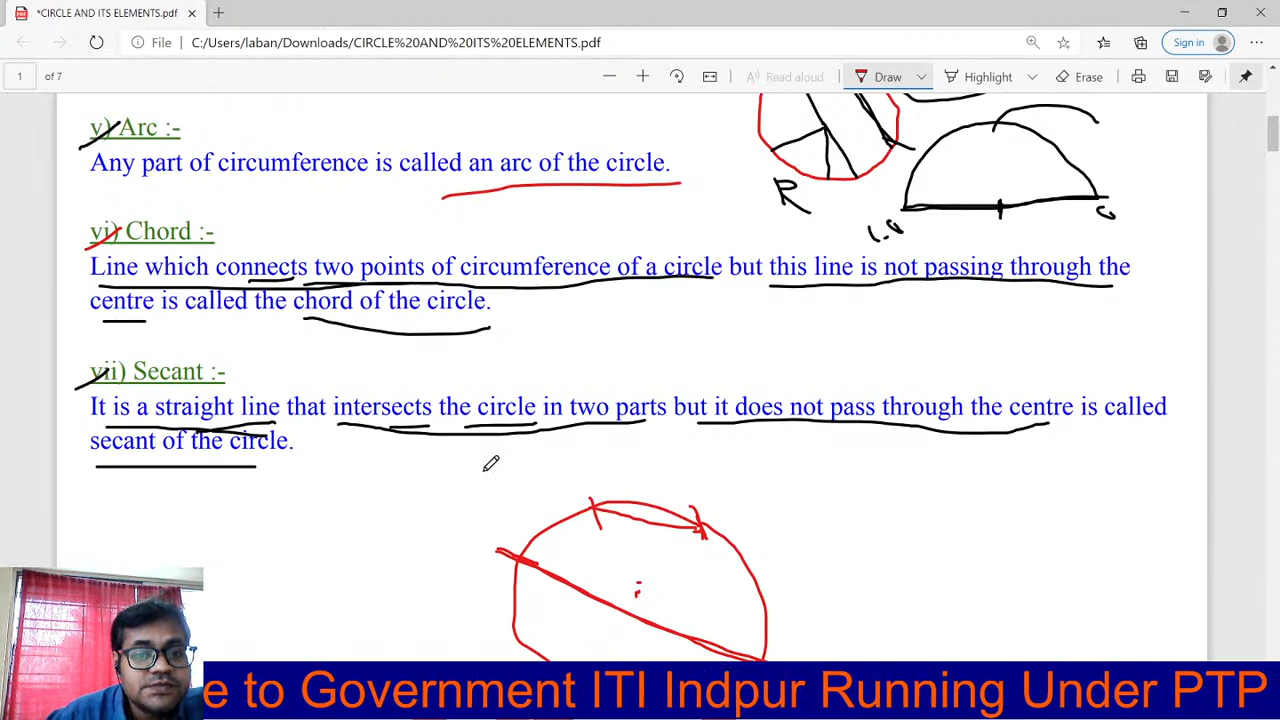 *CIRCLE AND ITS ELEMENTS.pdf
File C:/Users/laban/Downloads/CIRCLE%20AND%20ITS%20ELEMENTS.pdf Sign in
1 of 7 Read aloud Draw Highlight Erase
v) Arc :-
Any part of circumference is called an arc of the circle.
R
vi) Chord :-
Line which connects two points of circumference of a circle but this line is not passing through the
centre is called the chord of the circle.
vii) Secant :-
It is a straight line that intersects the circle in two parts but it does not pass through the centre is called
secant of the circle.
e to Government ITI Indpur Running Under PTP